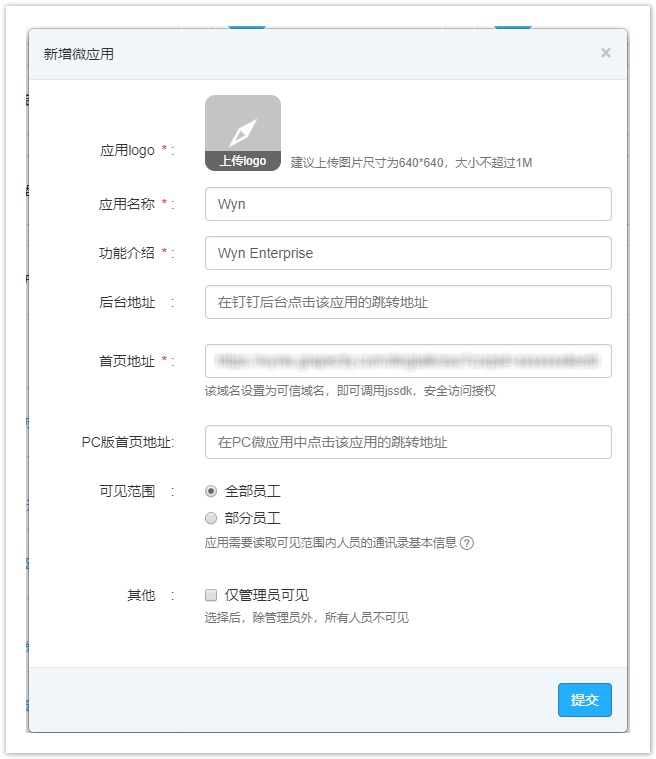 新增微应用 ×
上传logo
应用logo * : 建议上传图片尺寸为640*640，大小不超过1M
应用名称 * : Wyn
功能介绍 * : Wyn Enterprise
后台地址 : 在钉钉后台点击该应用的跳转地址
首页地址 * :
该域名设置为可信域名，即可调用jssdk，安全访问授权
PC版首页地址: 在PC微应用中点击该应用的跳转地址
可见范围 : 全部员工
部分员工
应用需要读取可见范围内人员的通讯录基本信息 ?
其他 : 仅管理员可见
选择后，除管理员外，所有人员不可见
提交